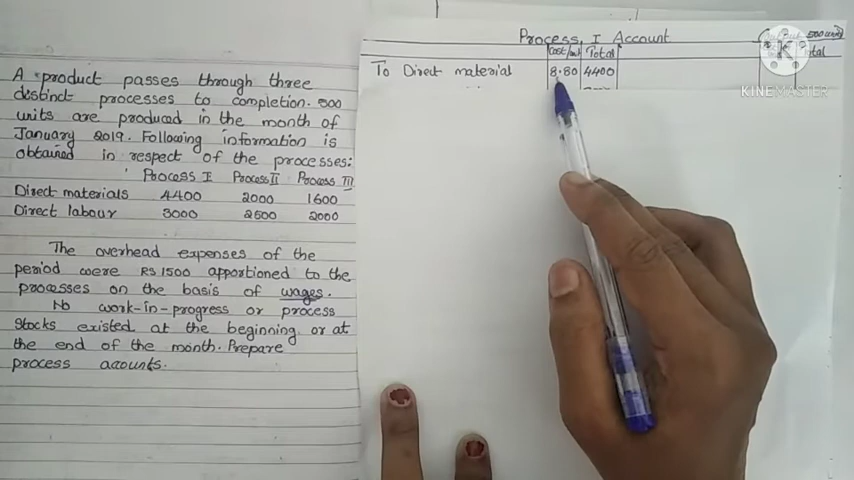 Process I Account
(Output 500 units)
Cost/unit Total
KINEMASTER
To Direct material 8.80 4400
A product passes through three
distinct processes to completion. 500
units are produced in the month of
January 2019. Following information is
obtained in respect of the processes:
Process I Process II Process III
Direct materials 4400 2000 1600
Direct labour 3000 2500 2000
The overhead expenses of the
period were RS 1500 apportioned to the
processes on the basis of wages.
No work-in-progress or process
stocks existed at the beginning or at
the end of the month. Prepare
process accounts.